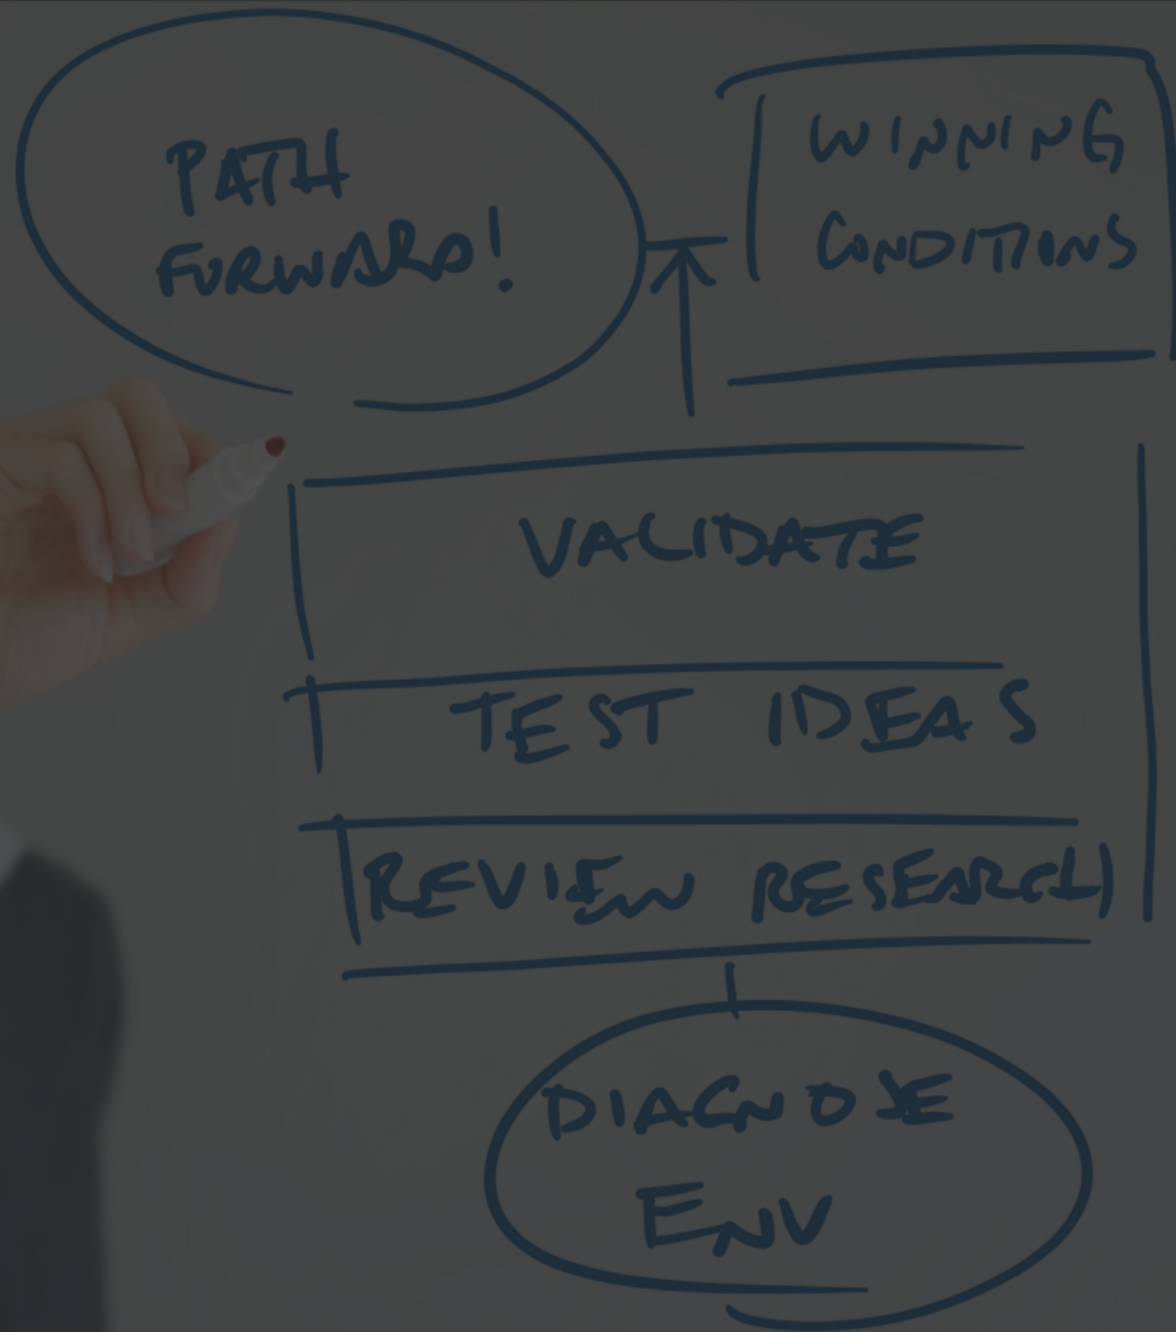 PATH
FORWARD!
WINNING
CONDITIONS
VALIDATE
TEST IDEAS
REVIEW RESEARCH
DIAGNOSE
ENV